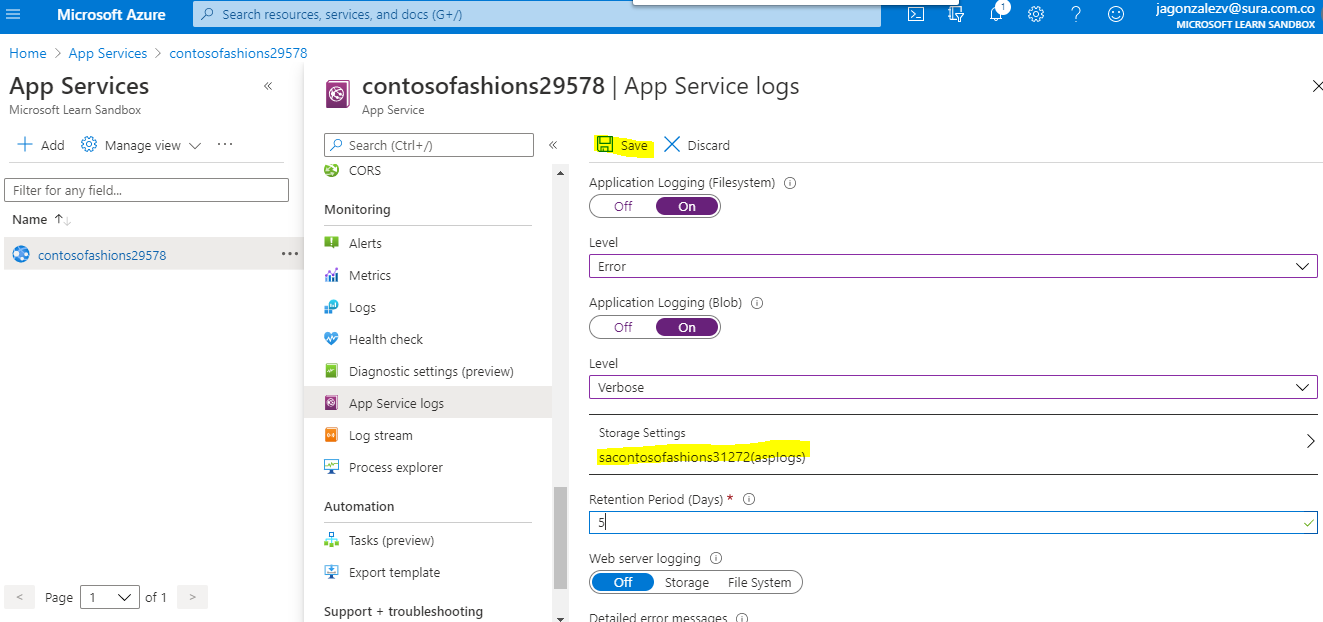 Microsoft Azure
Search resources, services, and docs (G+/)
1
jagonzalezv@sura.com.co
MICROSOFT LEARN SANDBOX
Home > App Services > contosofashions29578
App Services
Microsoft Learn Sandbox
«
+ Add
Manage view
...
Filter for any field...
Name ↑↓
contosofashions29578
...
< Page 1 of 1 >
contosofashions29578 | App Service logs
App Service
Search (Ctrl+/)
«
CORS
Monitoring
Alerts
Metrics
Logs
Health check
Diagnostic settings (preview)
App Service logs
Log stream
Process explorer
Automation
Tasks (preview)
Export template
Support + troubleshooting
Save
Discard
Application Logging (Filesystem)
Off On
Level
Error
Application Logging (Blob)
Off On
Level
Verbose
Storage Settings
sacontosofashions31272(asplogs)
Retention Period (Days) *
5
Web server logging
Off Storage File System
Detailed error messages